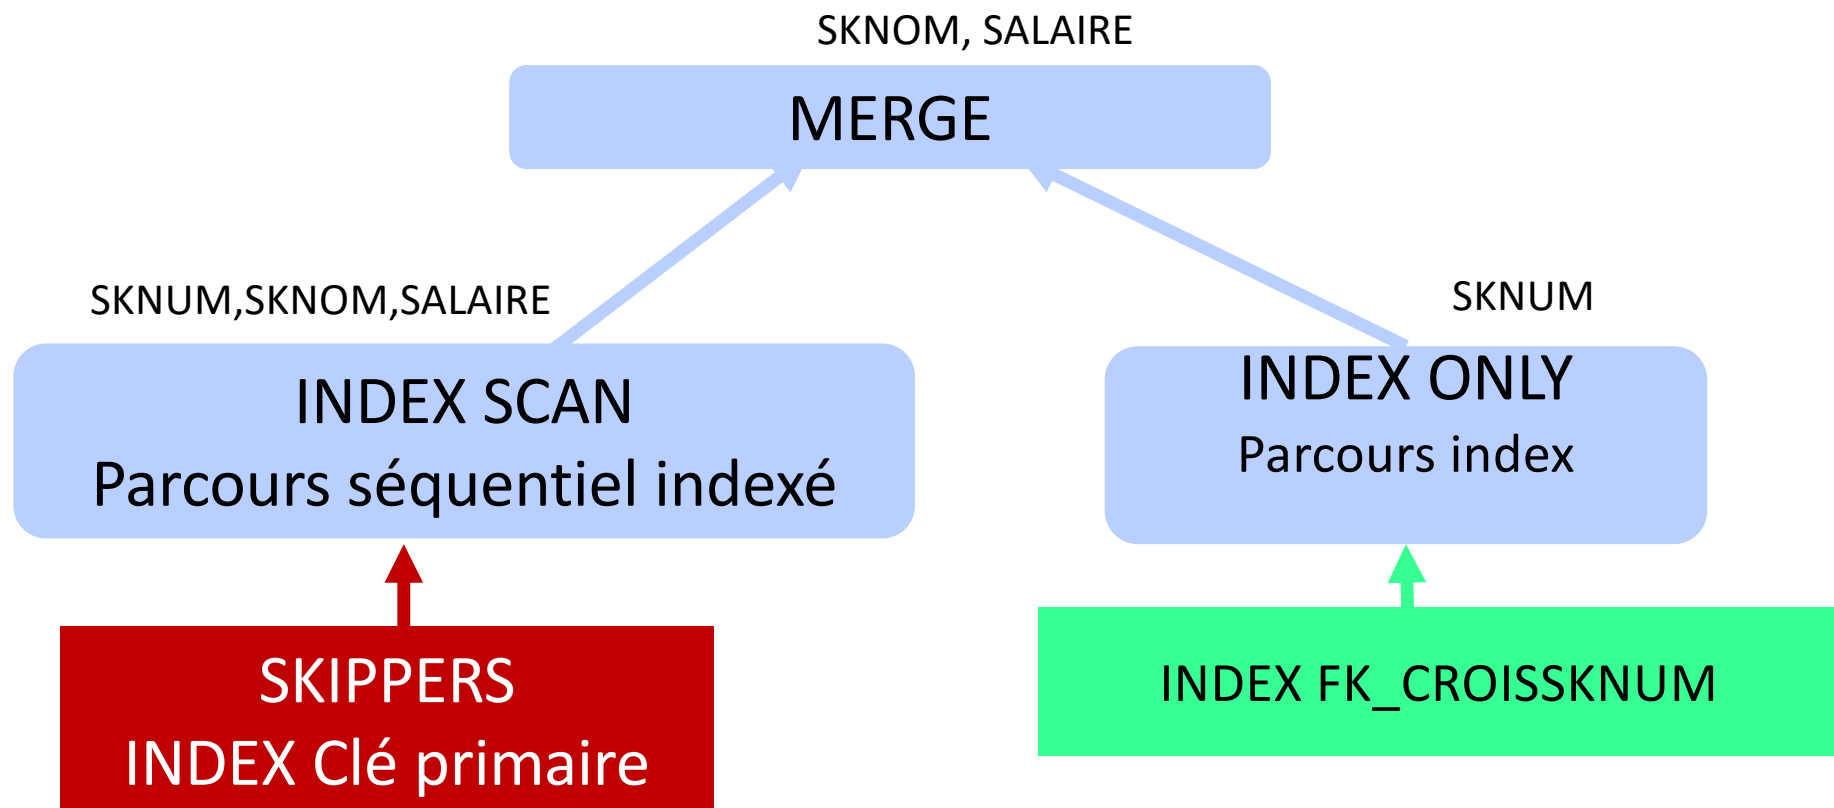 SKNOM, SALAIRE
MERGE
SKNUM,SKNOM,SALAIRE
SKNUM
INDEX SCAN
Parcours séquentiel indexé
INDEX ONLY
Parcours index
SKIPPERS
INDEX Clé primaire
INDEX FK_CROISSKNUM